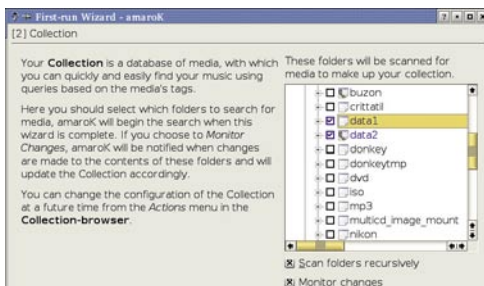 First-run Wizard - amaroK
[2] Collection
Your Collection is a database of media, with which
you can quickly and easily find your music using
queries based on the media's tags.
Here you should select which folders to search for
media, amaroK will begin the search when this
wizard is complete. If you choose to Monitor
Changes, amaroK will be notified when changes
are made to the contents of these folders and will
update the Collection accordingly.
You can change the configuration of the Collection
at a future time from the Actions menu in the
Collection-browser.
These folders will be scanned for
media to make up your collection.
buzon
crittatil
data1
data2
donkey
donkeytmp
dvd
iso
mp3
multicd_image_mount
nikon
Scan folders recursively
Monitor changes